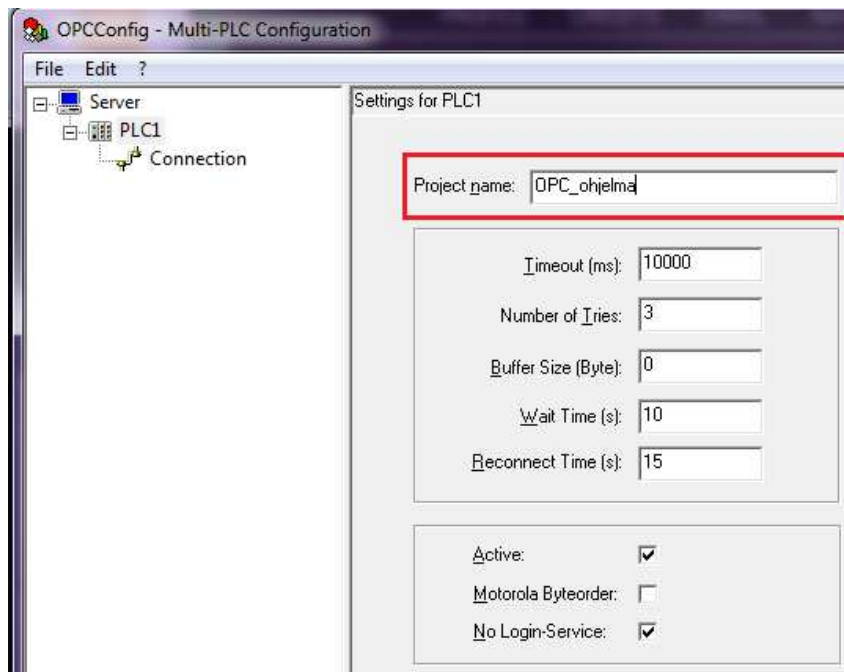 OPCConfig - Multi-PLC Configuration
File Edit ?
Server
PLC1
Connection
Settings for PLC1
Project name: OPC_ohjelma
Timeout (ms): 10000
Number of Tries: 3
Buffer Size (Byte): 0
Wait Time (s): 10
Reconnect Time (s): 15
Active:
Motorola Byteorder:
No Login-Service: